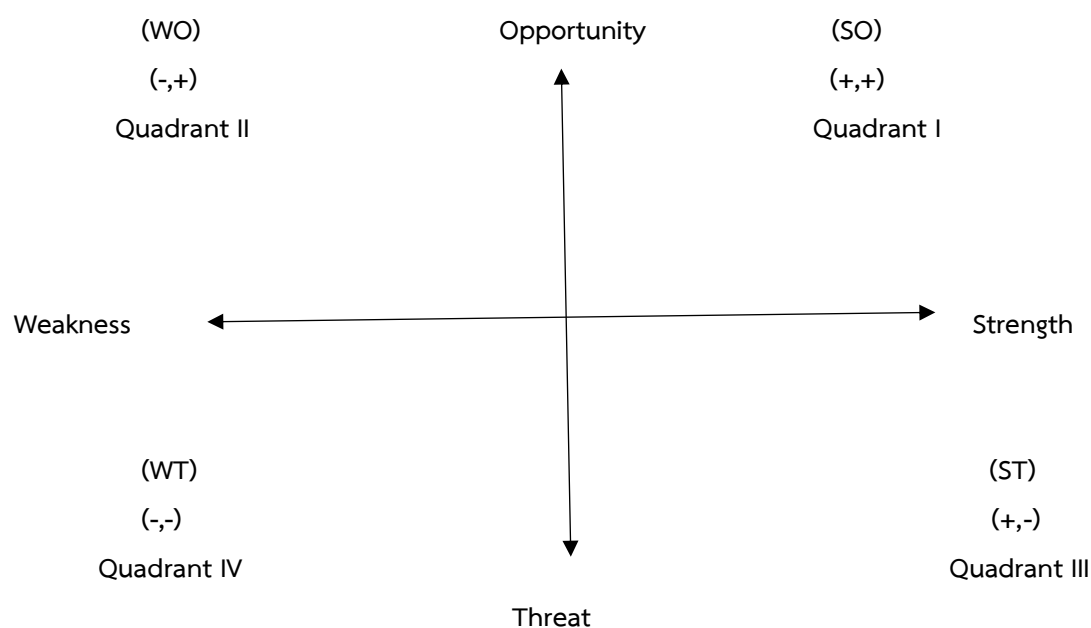 (WO)
(-,+)
Quadrant II
Opportunity
(SO)
(+,+)
Quadrant I
Weakness
Strength
(WT)
(-,-)
Quadrant IV
(ST)
(+,-)
Quadrant III
Threat